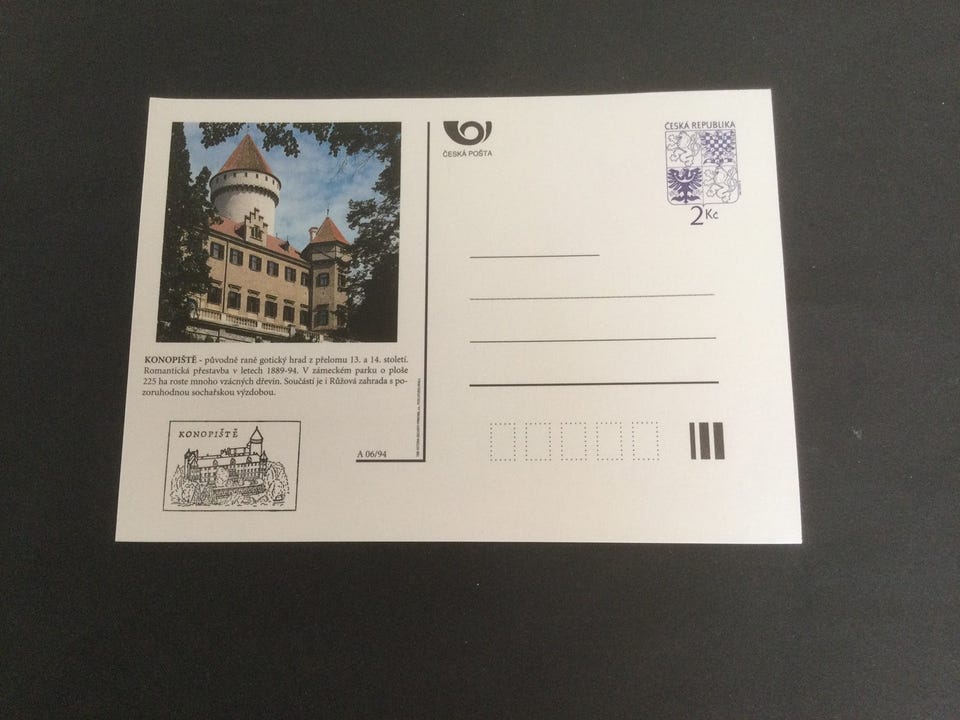 KONOPIŠTĚ - původně raně gotický hrad z přelomu 13. a 14. století.
Romantická přestavba v letech 1889-94. V zámeckém parku o ploše
225 ha roste mnoho vzácných dřevin. Součástí je i Růžová zahrada s po-
zoruhodnou sochařskou výzdobou.
KONOPIŠTĚ
A 06/94
ČESKÁ POŠTA
ČESKÁ REPUBLIKA
2 Kč